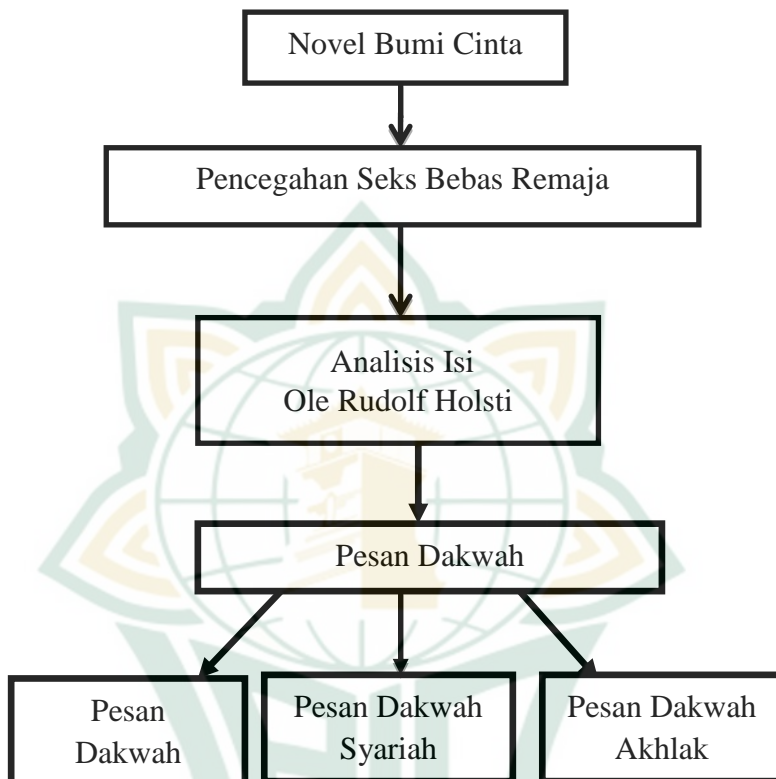 Novel Bumi Cinta
Pencegahan Seks Bebas Remaja
Analisis Isi
Ole Rudolf Holsti
Pesan Dakwah
Pesan
Dakwah
Pesan Dakwah
Syariah
Pesan Dakwah
Akhlak